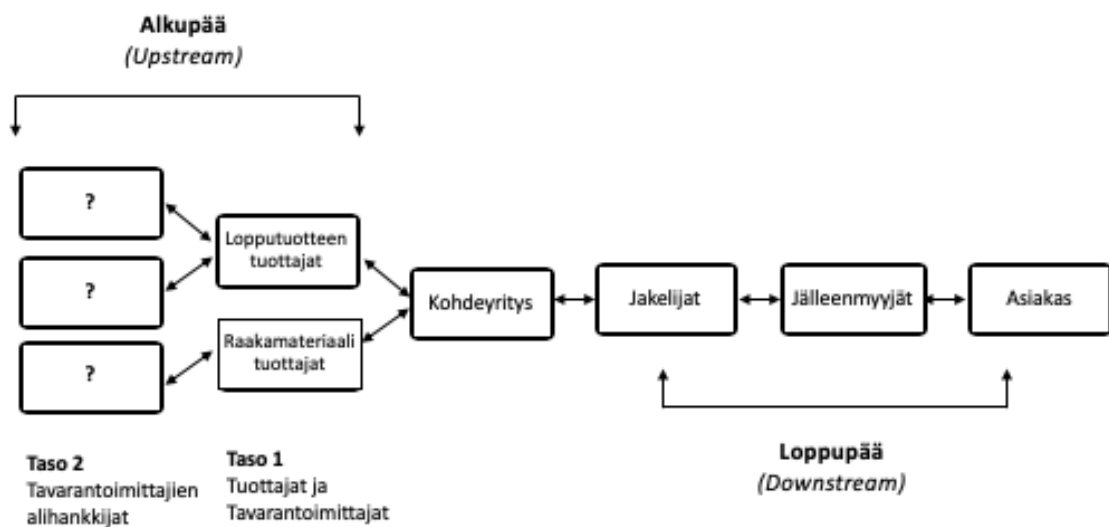 Alkupää
(Upstream)
?
?
?
Lopputuotteen
tuottajat
Raakamateriaali
tuottajat
Kohdeyritys
Jakelijat
Jälleenmyyjät
Asiakas
Taso 2
Tavarantoimittajien
alihankkijat
Taso 1
Tuottajat ja
Tavarantoimittajat
Loppupää
(Downstream)